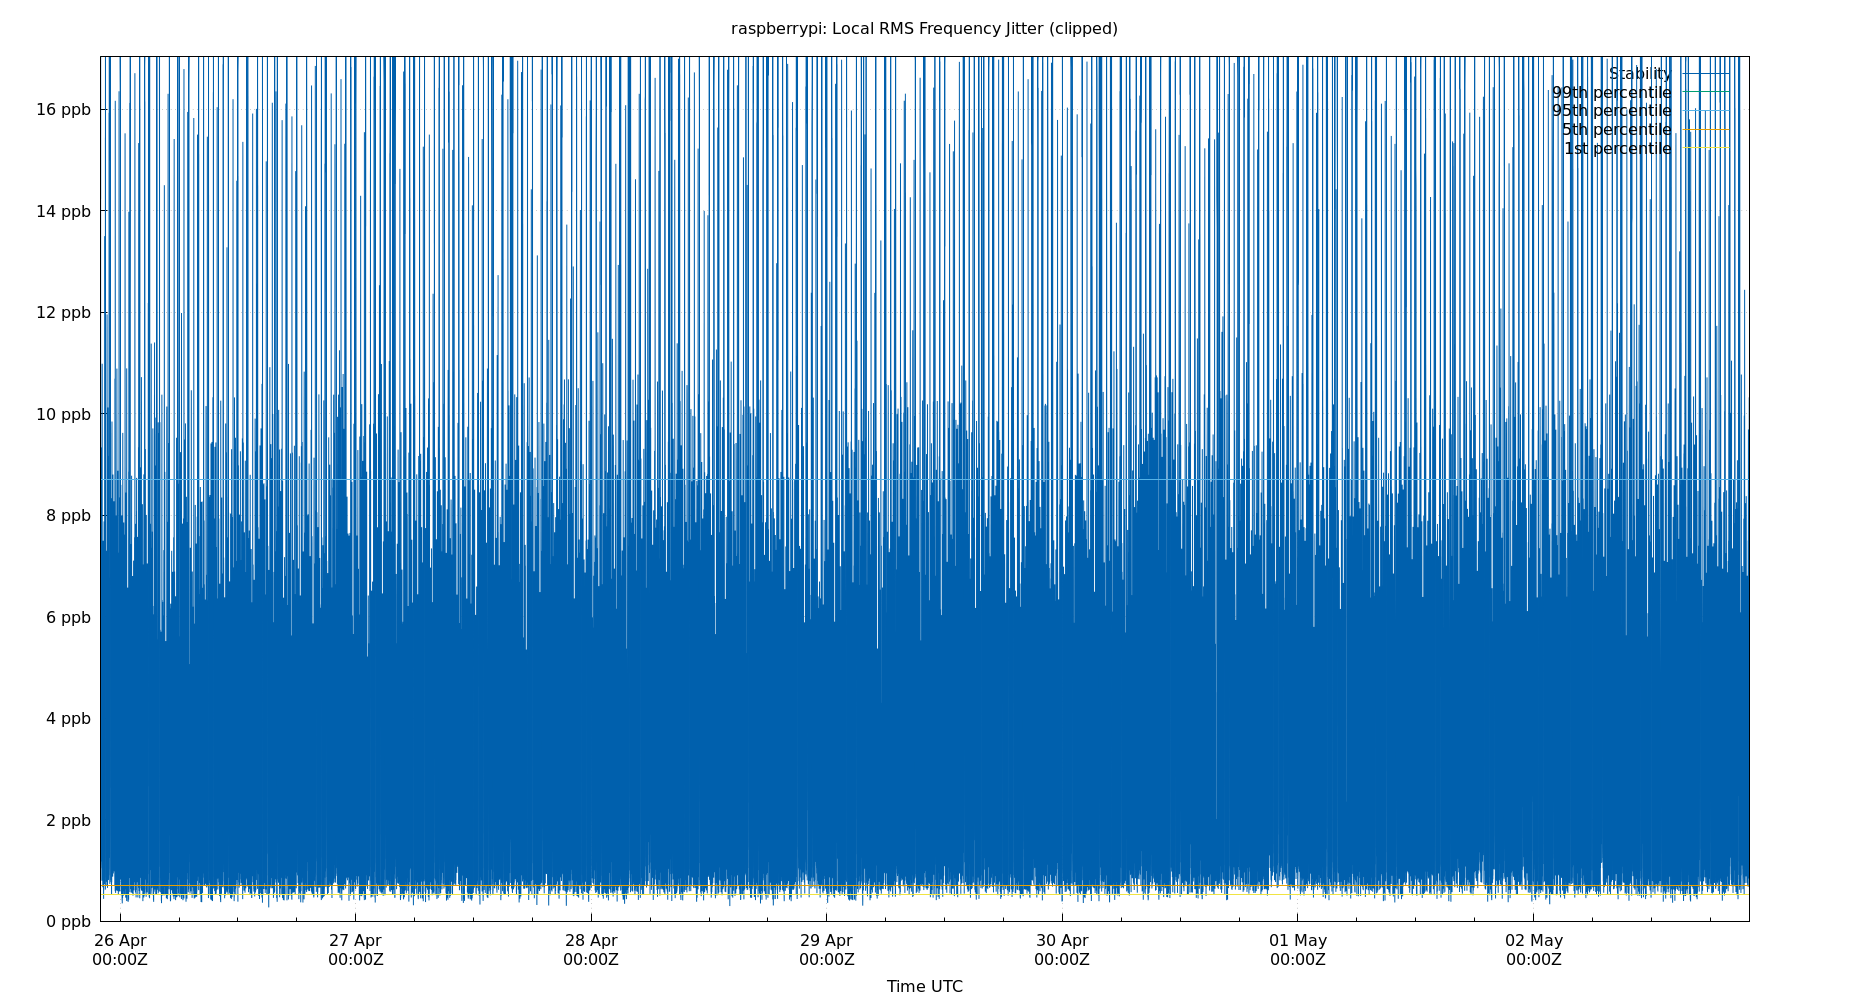 raspberrypi: Local RMS Frequency Jitter (clipped)
Stability
99th percentile
95th percentile
5th percentile
1st percentile
16 ppb
14 ppb
12 ppb
10 ppb
8 ppb
6 ppb
4 ppb
2 ppb
0 ppb
26 Apr 27 Apr 28 Apr 29 Apr 30 Apr 01 May 02 May
00:00Z 00:00Z 00:00Z 00:00Z 00:00Z 00:00Z 00:00Z
Time UTC